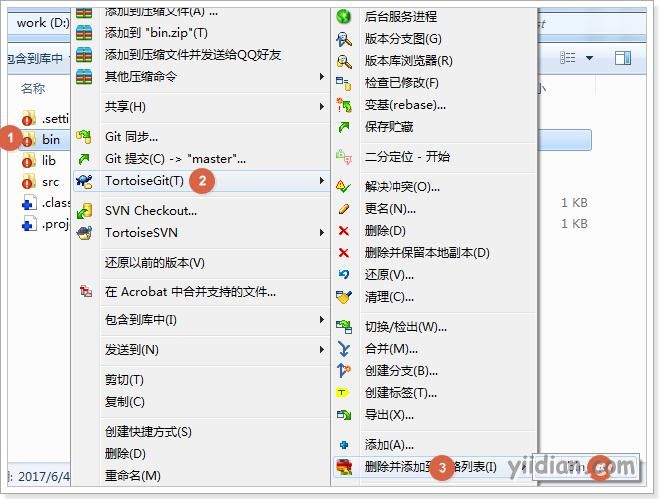 work (D:)
st
包含到库中
名称
小
.setti
bin
lib
src
.class
1 KB
.proj
1 KB
: 2017/6/4
1
添加到压缩文件(A) ...
添加到 "bin.zip"(T)
添加到压缩文件并发送给QQ好友
其他压缩命令
共享(H)
Git 同步...
Git 提交(C) -> "master"...
TortoiseGit(T)
2
SVN Checkout...
TortoiseSVN
还原以前的版本(V)
在 Acrobat 中合并支持的文件...
包含到库中(I)
发送到(N)
剪切(T)
复制(C)
创建快捷方式(S)
删除(D)
重命名(M)
后台服务进程
版本分支图(G)
版本库浏览器(R)
检查已修改(F)
变基(rebase)...
保存贮藏
二分定位 - 开始
解决冲突(O)...
更名(N)...
删除(D)
删除并保留本地副本(D)
还原(V)...
清理(C)...
切换/检出(W)...
合并(M)...
创建分支(B)...
创建标签(T)...
导出(X)...
添加(A)...
删除并添加到 略列表(I)
3
bin
yiidian.com